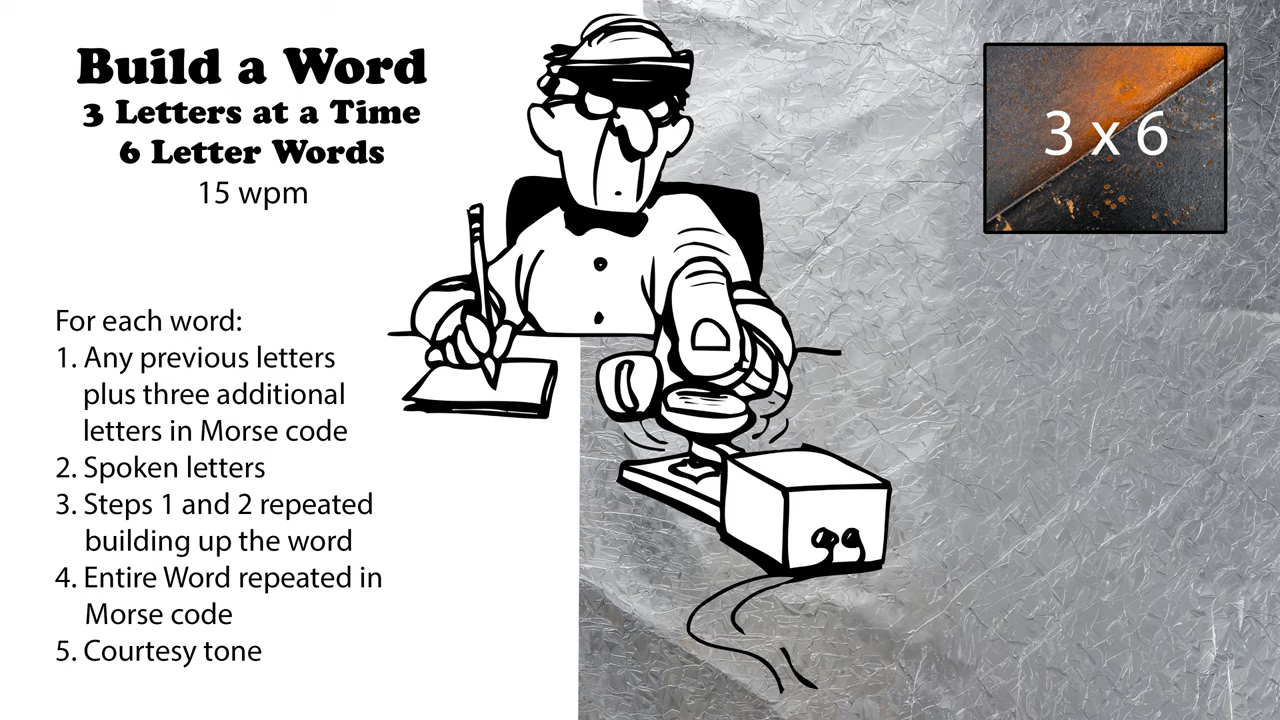 Build a Word
3 Letters at a Time
6 Letter Words
15 wpm
3 x 6
For each word:
1. Any previous letters
plus three additional
letters in Morse code
2. Spoken letters
3. Steps 1 and 2 repeated
building up the word
4. Entire Word repeated in
Morse code
5. Courtesy tone